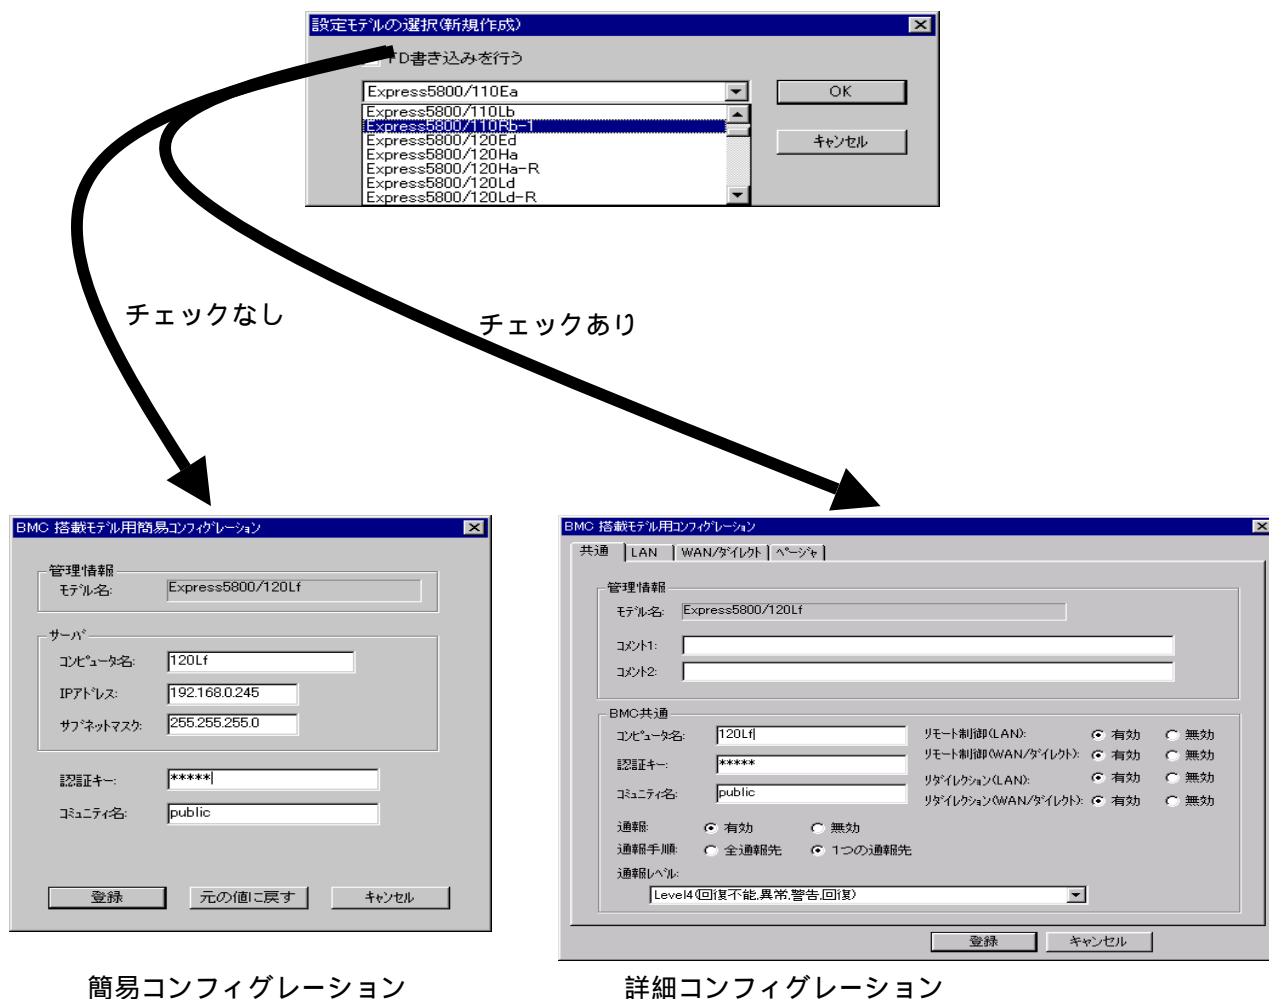 設定ﾓﾃﾞﾙの選択(新規作成)
FD書き込みを行う
Express5800/110Ea
OK
Express5800/110Lb
Express5800/110Rb-1
Express5800/120Ed
キャンセル
Express5800/120Ha
Express5800/120Ha-R
Express5800/120Ld
Express5800/120Ld-R
チェックなし
チェックあり
BMC 搭載ﾓﾃﾞﾙ用簡易ｺﾝﾌｨｸﾞﾚｰｼｮﾝ
管理情報
ﾓﾃﾞﾙ名:
Express5800/120Lf
ｻｰﾊﾞ
ｺﾝﾋﾟｭｰﾀ名:
120Lf
IPｱﾄﾞﾚｽ:
192.168.0.245
ｻﾌﾞﾈｯﾄﾏｽｸ:
255.255.255.0
認証ｷｰ:
*****
ｺﾐｭﾆﾃｨ名:
public
登録
元の値に戻す
ｷｬﾝｾﾙ
簡易コンフィグレーション
BMC 搭載ﾓﾃﾞﾙ用ｺﾝﾌｨｸﾞﾚｰｼｮﾝ
共通
LAN
WAN/ﾀﾞｲﾚｸﾄ
ﾍﾟｰｼﾞｬ
管理情報
ﾓﾃﾞﾙ名:
Express5800/120Lf
ｺﾒﾝﾄ1:
ｺﾒﾝﾄ2:
BMC共通
ｺﾝﾋﾟｭｰﾀ名:
120Lf
認証ｷｰ:
*****
ｺﾐｭﾆﾃｨ名:
public
ﾘﾓｰﾄ制御(LAN): 有効 無効
ﾘﾓｰﾄ制御(WAN/ﾀﾞｲﾚｸﾄ): 有効 無効
ﾘﾀﾞｲﾚｸｼｮﾝ(LAN): 有効 無効
ﾘﾀﾞｲﾚｸｼｮﾝ(WAN/ﾀﾞｲﾚｸﾄ): 有効 無効
通報: 有効 無効
通報手順: 全通報先 1つの通報先
通報ﾚﾍﾞﾙ:
Level4(回復不能,異常,警告,回復)
登録
キャンセル
詳細コンフィグレーション